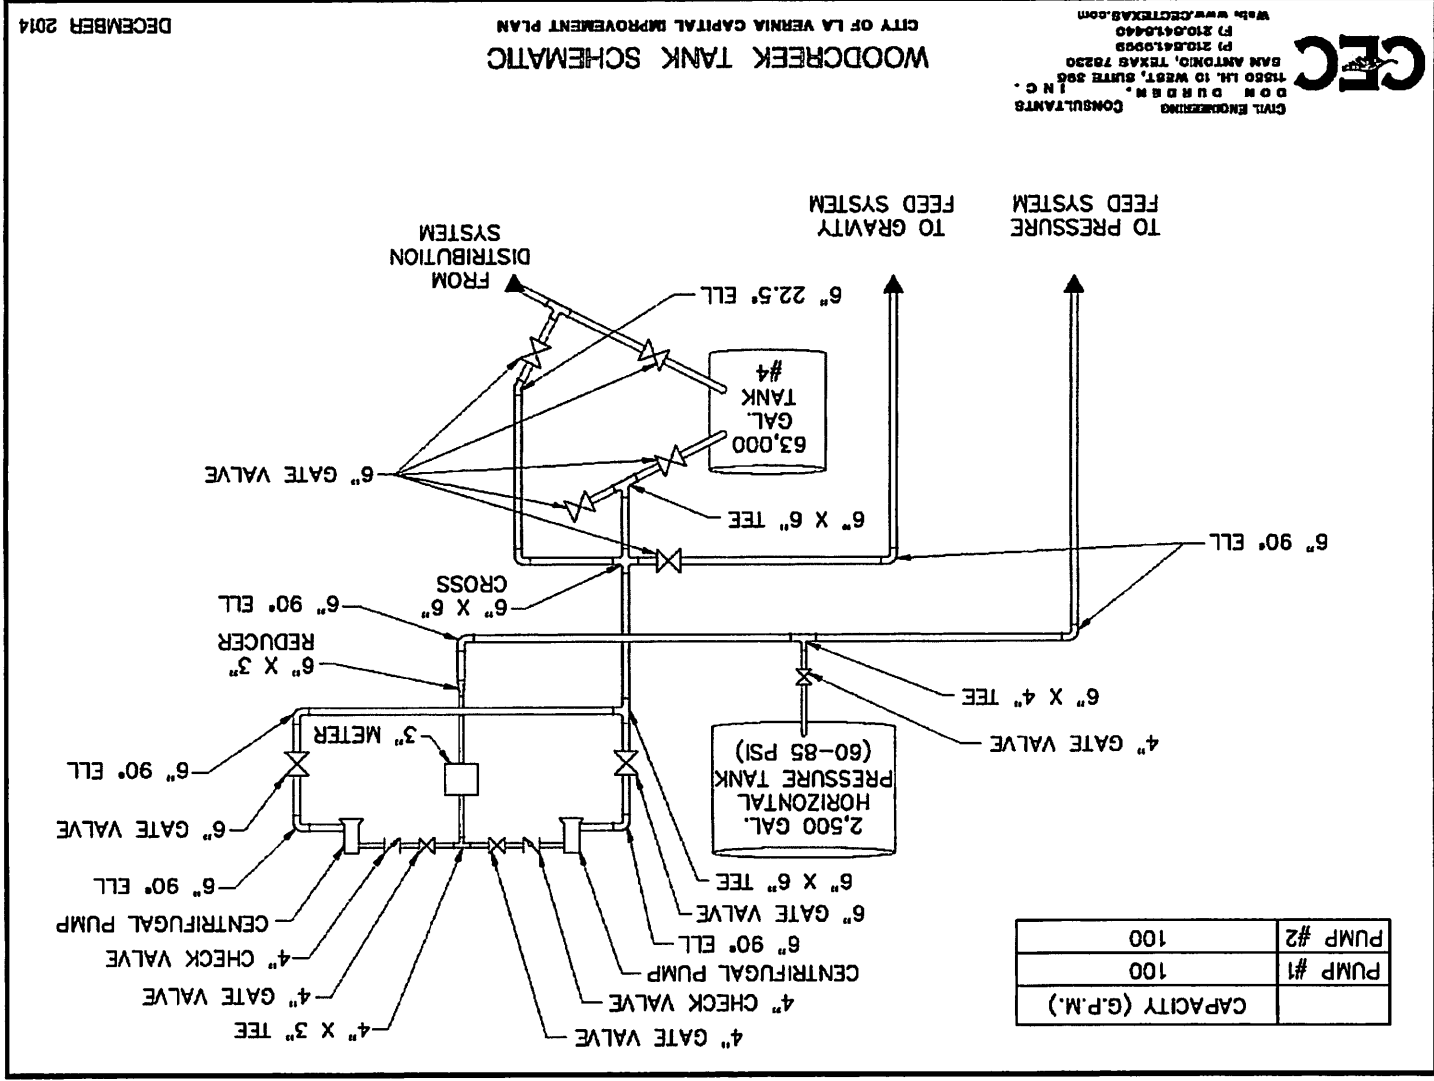 CAPACITY (G.P.M.)
PUMP #1 100
PUMP #2 100
4" GATE VALVE
4" CHECK VALVE
CENTRIFUGAL PUMP
6" 90° ELL
6" GATE VALVE
6" X 6" TEE
4" X 3" TEE
4" GATE VALVE
4" CHECK VALVE
CENTRIFUGAL PUMP
6" 90° ELL
6" GATE VALVE
6" 90° ELL
2,500 GAL.
HORIZONTAL
PRESSURE TANK
(60-85 PSI)
3" METER
4" GATE VALVE
6" X 4" TEE
6" X 3"
REDUCER
6" 90° ELL
6" 90° ELL
6" X 6"
CROSS
6" X 6" TEE
6" GATE VALVE
63,000
GAL.
TANK
#4
6" 22.5° ELL
TO PRESSURE
FEED SYSTEM
TO GRAVITY
FEED SYSTEM
FROM
DISTRIBUTION
SYSTEM
CEC
CIVIL ENGINEERING CONSULTANTS
DON DURDEN, INC.
11550 I.H. 10 WEST, SUITE 395
SAN ANTONIO, TEXAS 78230
P) 210.641.9999
F) 210.641.6440
Web: www.CECTEXAS.com
WOODCREEK TANK SCHEMATIC
CITY OF LA VERNIA CAPITAL IMPROVEMENT PLAN
DECEMBER 2014